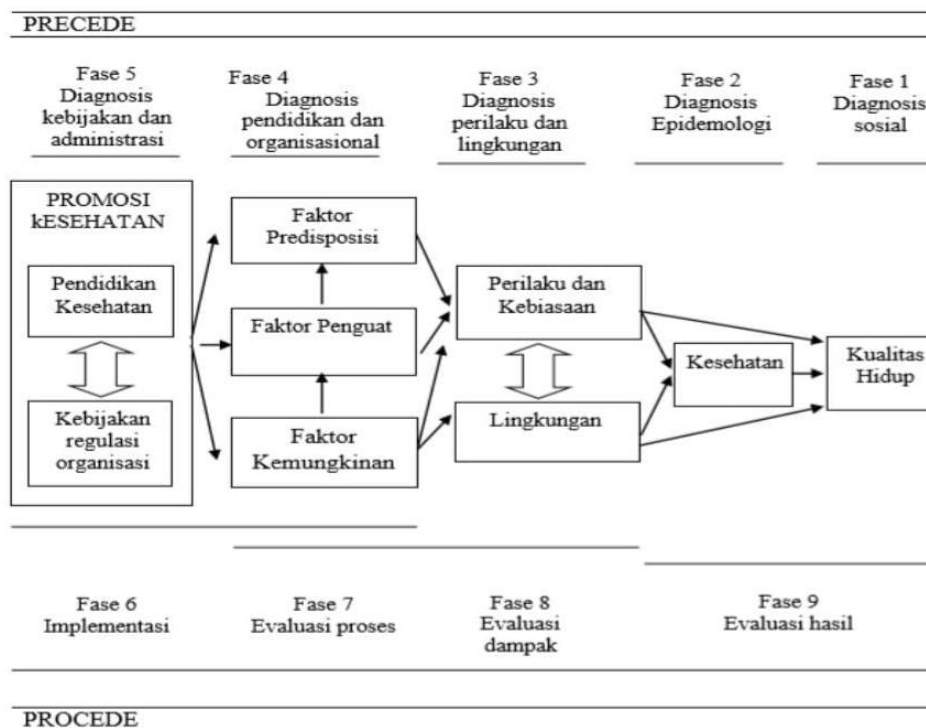 PRECEDE
Fase 5
Diagnosis
kebijakan dan
administrasi
Fase 4
Diagnosis
pendidikan dan
organisasional
Fase 3
Diagnosis
perilaku dan
lingkungan
Fase 2
Diagnosis
Epidemologi
Fase 1
Diagnosis
sosial
PROMOSI
kESEHATAN
Pendidikan
Kesehatan
Kebijakan
regulasi
organisasi
Faktor
Predisposisi
Faktor Penguat
Faktor
Kemungkinan
Perilaku dan
Kebiasaan
Lingkungan
Kesehatan
Kualitas
Hidup
Fase 6
Implementasi
Fase 7
Evaluasi proses
Fase 8
Evaluasi
dampak
Fase 9
Evaluasi hasil
PROCEDE